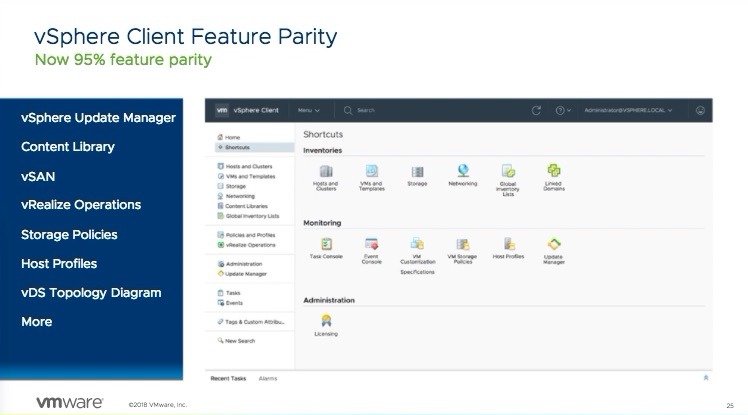 vSphere Client Feature Parity
Now 95% feature parity
vSphere Update Manager
Content Library
vSAN
vRealize Operations
Storage Policies
Host Profiles
vDS Topology Diagram
More
vm vSphere Client Menu Search Administrator@VSPHERE.LOCAL
Home
Shortcuts
Hosts and Clusters
VMs and Templates
Storage
Networking
Content Libraries
Global Inventory Lists
Policies and Profiles
vRealize Operations
Administration
Update Manager
Tasks
Events
Tags & Custom Attribu...
New Search
Shortcuts
Inventories
Hosts and
Clusters
VMs and
Templates
Storage
Networking
Global
Inventory
Lists
Linked
Domains
Monitoring
Task Console
Event
Console
VM
Customization
Specifications
VM Storage
Policies
Host Profiles
Update
Manager
Administration
Licensing
Recent Tasks Alarms
vmware
©2018 VMware, Inc.
25